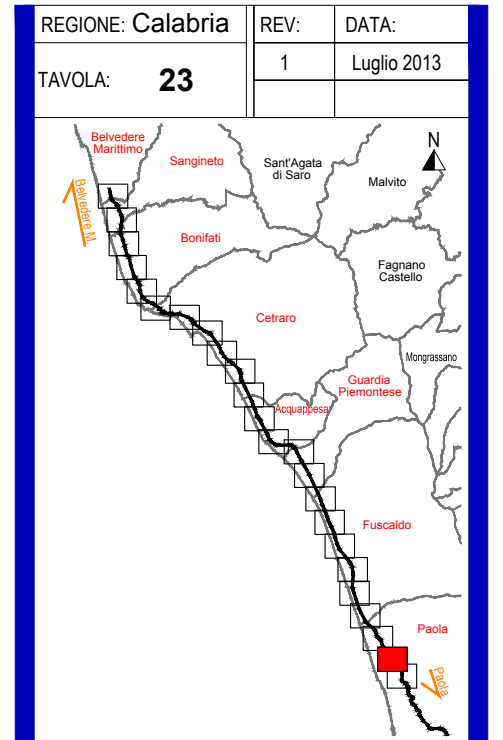 REGIONE: Calabria
REV:
DATA:
TAVOLA: 23
1
Luglio 2013
N
Belvedere
Marittimo
Sangineto
Sant'Agata
di Saro
Malvito
Belvedere M.
Bonifati
Fagnano
Castello
Cetraro
Mongrassano
Guardia
Piemontese
Acquappesa
Fuscaldo
Paola
Paola